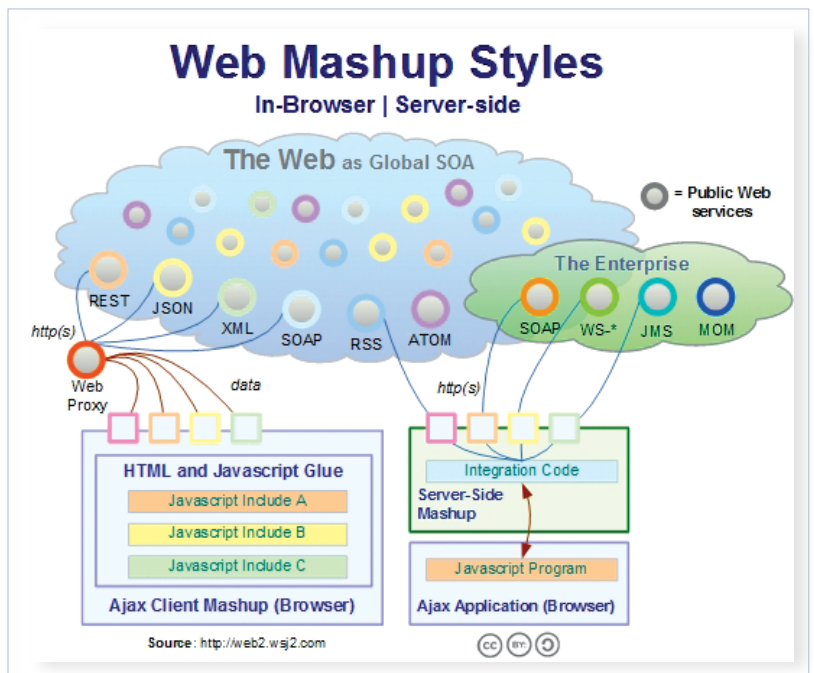 Web Mashup Styles
In-Browser | Server-side
The Web as Global SOA
= Public Web
services
The Enterprise
REST
JSON
XML
SOAP
RSS
ATOM
SOAP
WS-*
JMS
MOM
http(s)
Web
Proxy
data
http(s)
HTML and Javascript Glue
Javascript Include A
Javascript Include B
Javascript Include C
Ajax Client Mashup (Browser)
Integration Code
Server-Side
Mashup
Javascript Program
Ajax Application (Browser)
Source: http://web2.wsj2.com
CC BY: